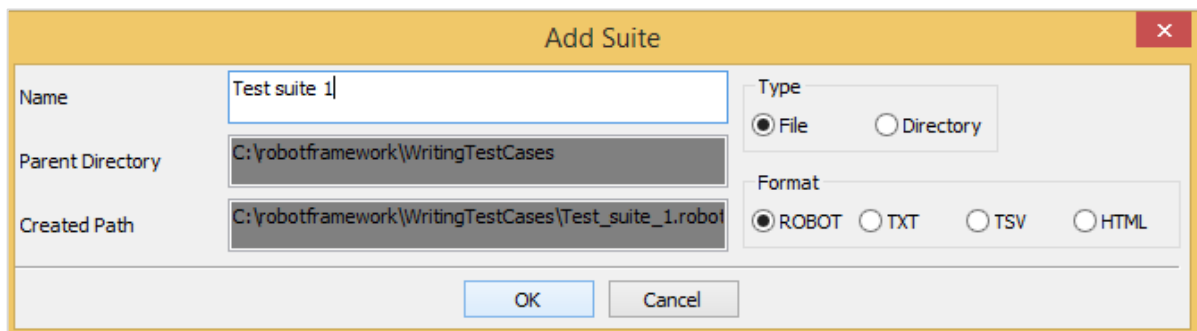 Add Suite
Name
Test suite 1
Type
File
Directory
Parent Directory
C:\robotframework\WritingTestCases
Format
Created Path
C:\robotframework\WritingTestCases\Test_suite_1.robot
ROBOT
TXT
TSV
HTML
OK
Cancel